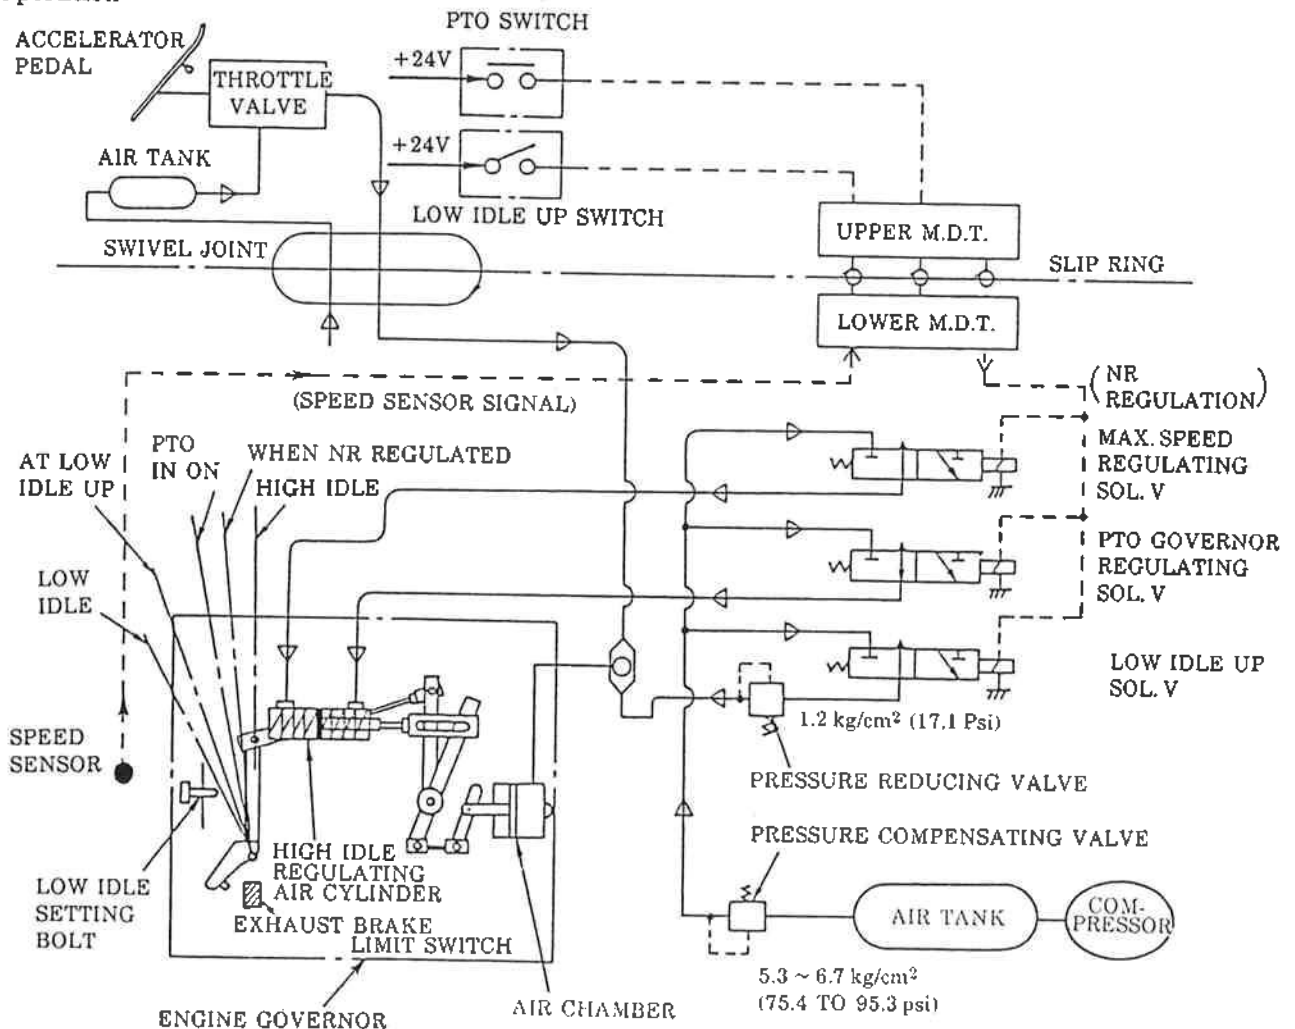 PTO SWITCH
ACCELERATOR
PEDAL
THROTTLE
VALVE
+24V
AIR TANK
+24V
LOW IDLE UP SWITCH
SWIVEL JOINT
UPPER M.D.T.
SLIP RING
LOWER M.D.T.
(SPEED SENSOR SIGNAL)
(NR
REGULATION)
MAX. SPEED
REGULATING
SOL. V
PTO GOVERNOR
REGULATING
SOL. V
LOW IDLE UP
SOL. V
AT LOW
IDLE UP
PTO
IN ON
WHEN NR REGULATED
HIGH IDLE
LOW
IDLE
SPEED
SENSOR
1.2 kg/cm² (17.1 Psi)
PRESSURE REDUCING VALVE
PRESSURE COMPENSATING VALVE
HIGH IDLE
REGULATING
AIR CYLINDER
LOW IDLE
SETTING
BOLT
EXHAUST BRAKE
LIMIT SWITCH
AIR TANK
COM-
PRESSOR
5.3 ~ 6.7 kg/cm²
(75.4 TO 95.3 psi)
AIR CHAMBER
ENGINE GOVERNOR